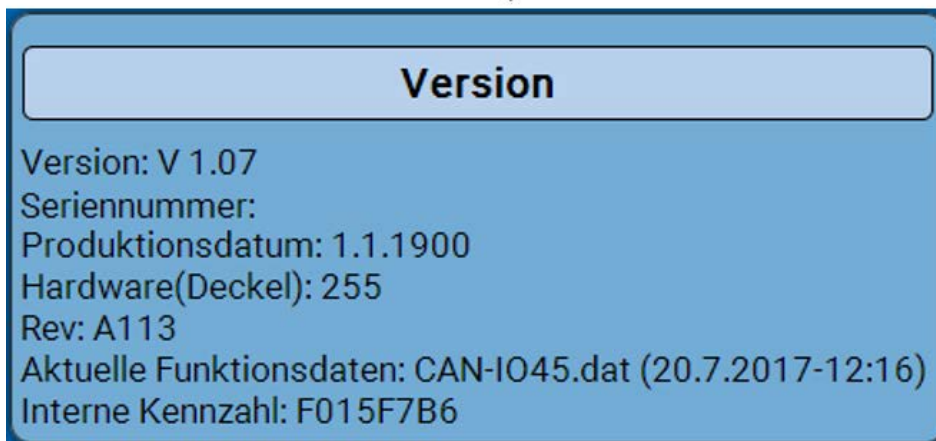 Version
Version: V 1.07
Seriennummer:
Produktionsdatum: 1.1.1900
Hardware(Deckel): 255
Rev: A113
Aktuelle Funktionsdaten: CAN-IO45.dat (20.7.2017-12:16)
Interne Kennzahl: F015F7B6